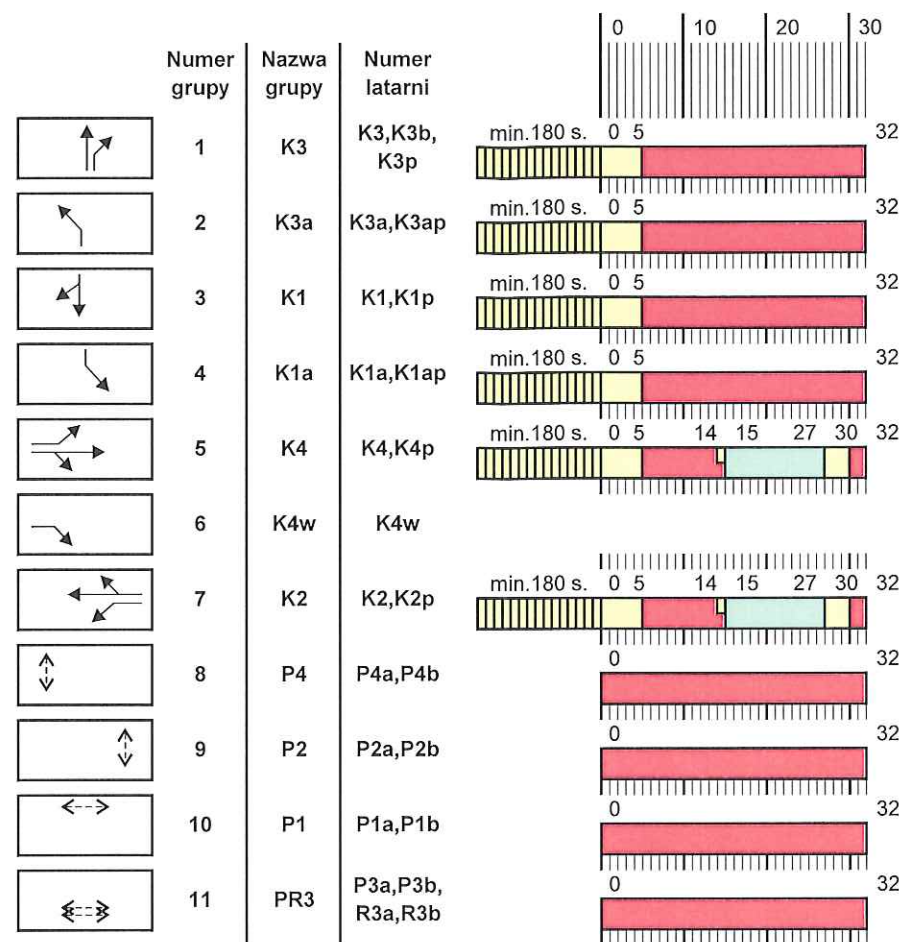 0 10 20 30
Numer grupy Nazwa grupy Numer latarni
1 K3 K3,K3b, K3p min.180 s. 0 5 32
2 K3a K3a,K3ap min.180 s. 0 5 32
3 K1 K1,K1p min.180 s. 0 5 32
4 K1a K1a,K1ap min.180 s. 0 5 32
5 K4 K4,K4p min.180 s. 0 5 14 15 27 30 32
6 K4w K4w
7 K2 K2,K2p min.180 s. 0 5 14 15 27 30 32
8 P4 P4a,P4b 0 32
9 P2 P2a,P2b 0 32
10 P1 P1a,P1b 0 32
11 PR3 P3a,P3b, R3a,R3b 0 32